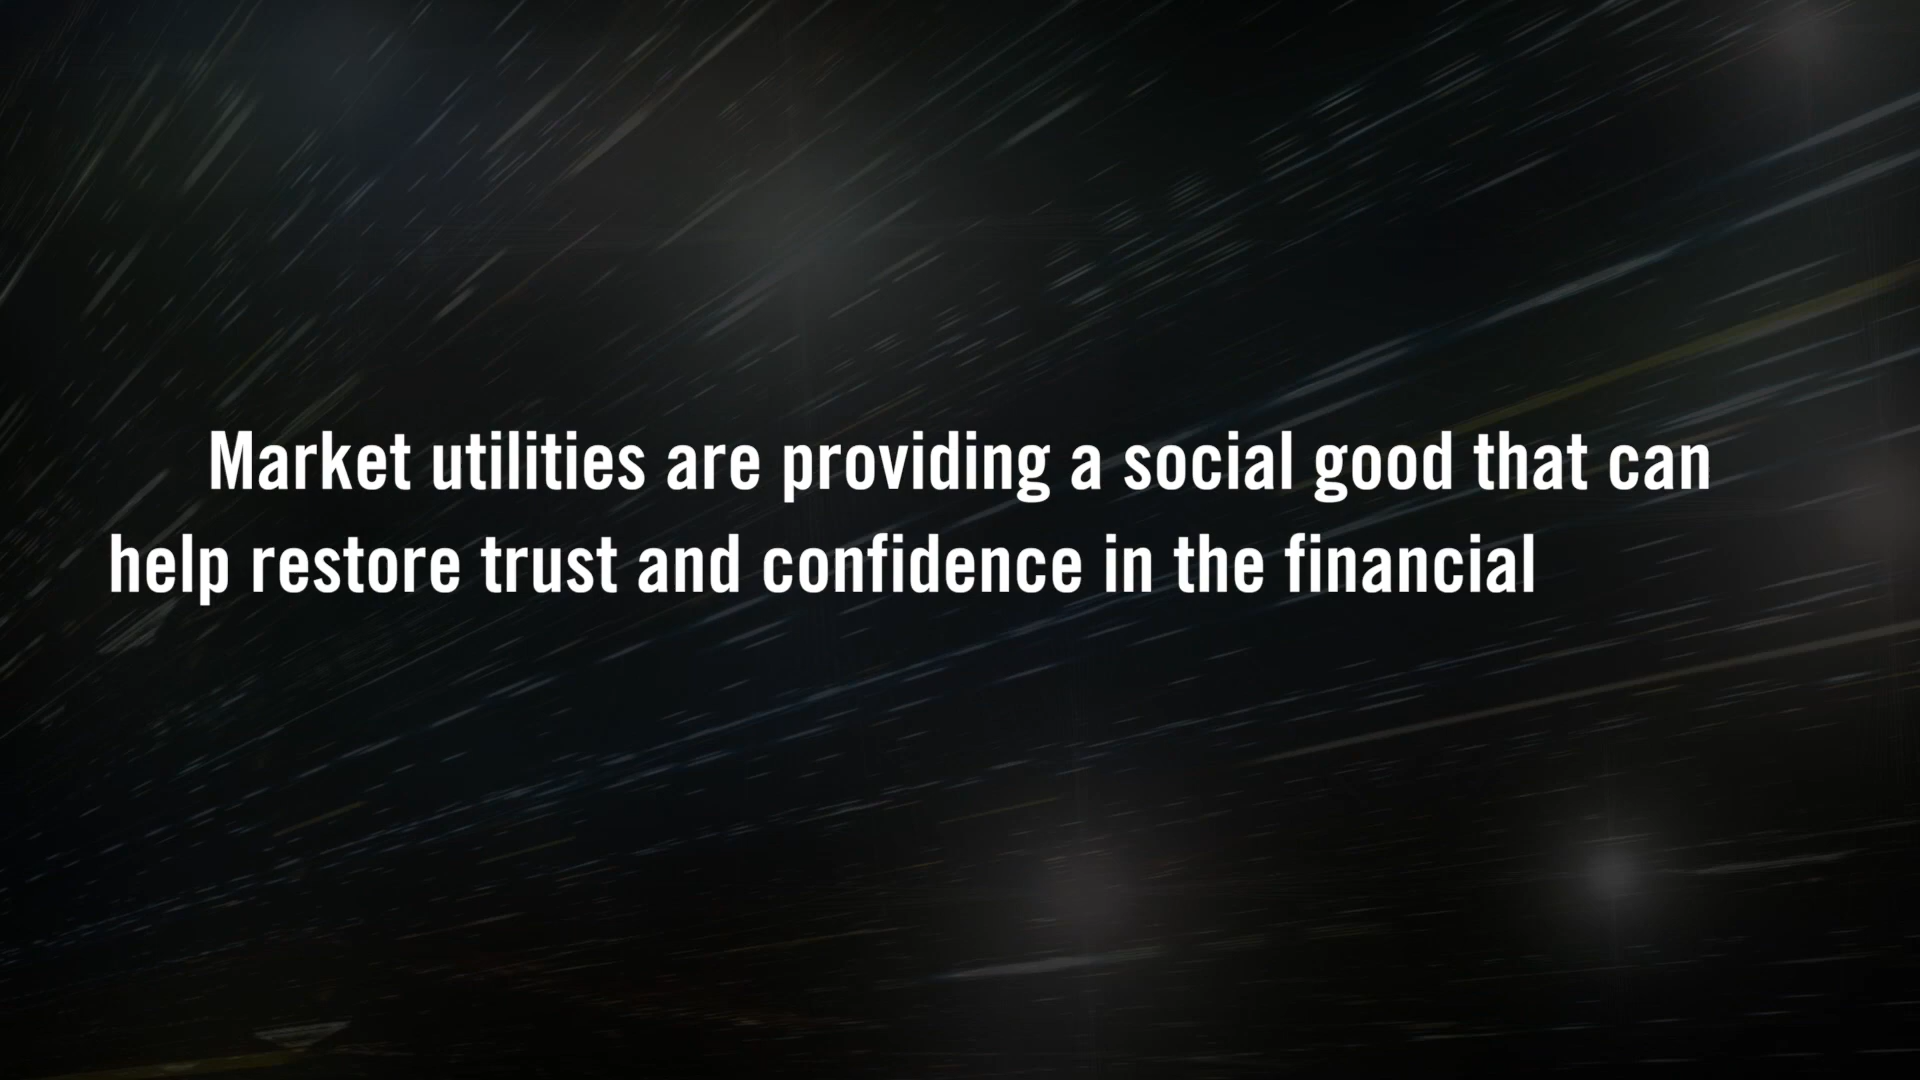 Market utilities are providing a social good that can
help restore trust and confidence in the financial